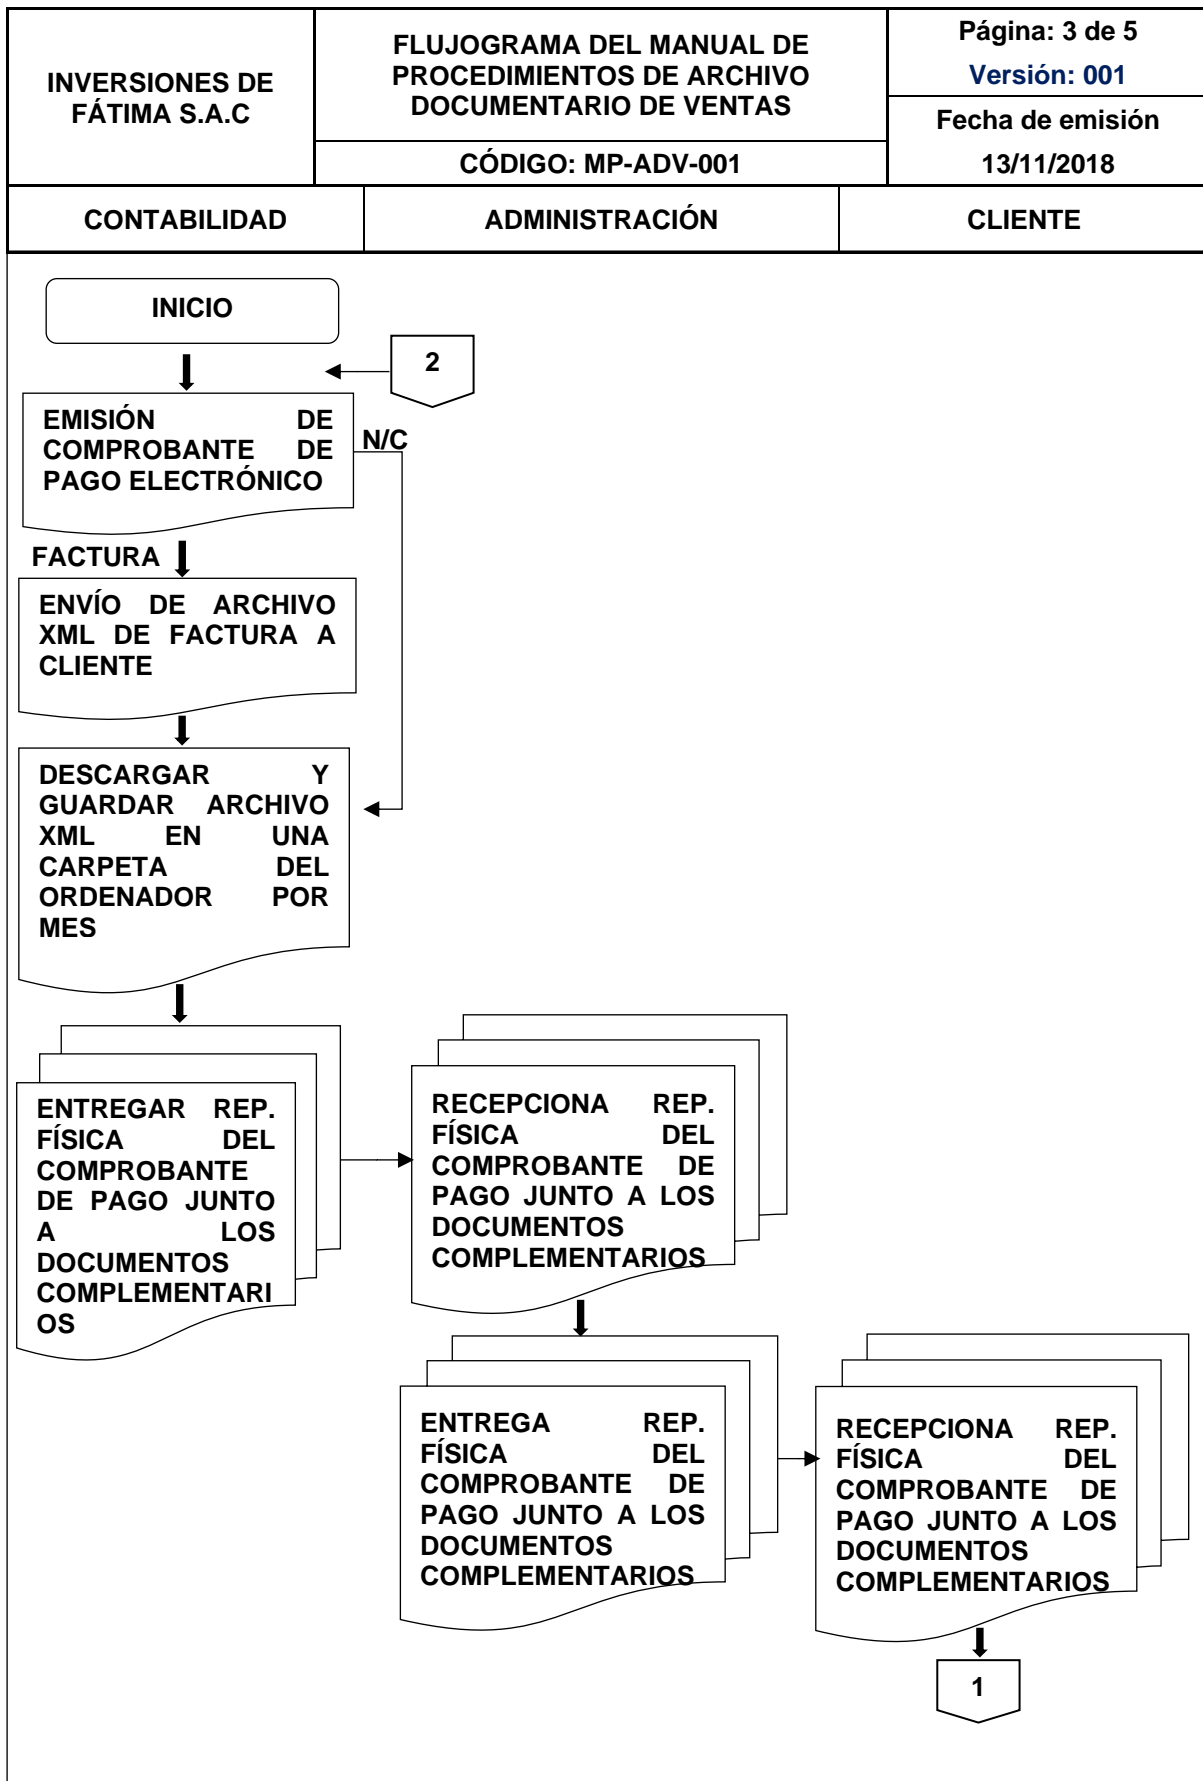 INVERSIONES DE
FÁTIMA S.A.C
FLUJOGRAMA DEL MANUAL DE
PROCEDIMIENTOS DE ARCHIVO
DOCUMENTARIO DE VENTAS
CÓDIGO: MP-ADV-001
Página: 3 de 5
Versión: 001
Fecha de emisión
13/11/2018
CONTABILIDAD
ADMINISTRACIÓN
CLIENTE
INICIO
2
EMISIÓN DE
COMPROBANTE DE
PAGO ELECTRÓNICO
N/C
FACTURA
ENVÍO DE ARCHIVO
XML DE FACTURA A
CLIENTE
DESCARGAR Y
GUARDAR ARCHIVO
XML EN UNA
CARPETA DEL
ORDENADOR POR
MES
ENTREGAR REP.
FÍSICA DEL
COMPROBANTE
DE PAGO JUNTO
A LOS
DOCUMENTOS
COMPLEMENTARI
OS
RECEPCIONA REP.
FÍSICA DEL
COMPROBANTE DE
PAGO JUNTO A LOS
DOCUMENTOS
COMPLEMENTARIOS
ENTREGA REP.
FÍSICA DEL
COMPROBANTE DE
PAGO JUNTO A LOS
DOCUMENTOS
COMPLEMENTARIOS
RECEPCIONA REP.
FÍSICA DEL
COMPROBANTE DE
PAGO JUNTO A LOS
DOCUMENTOS
COMPLEMENTARIOS
1